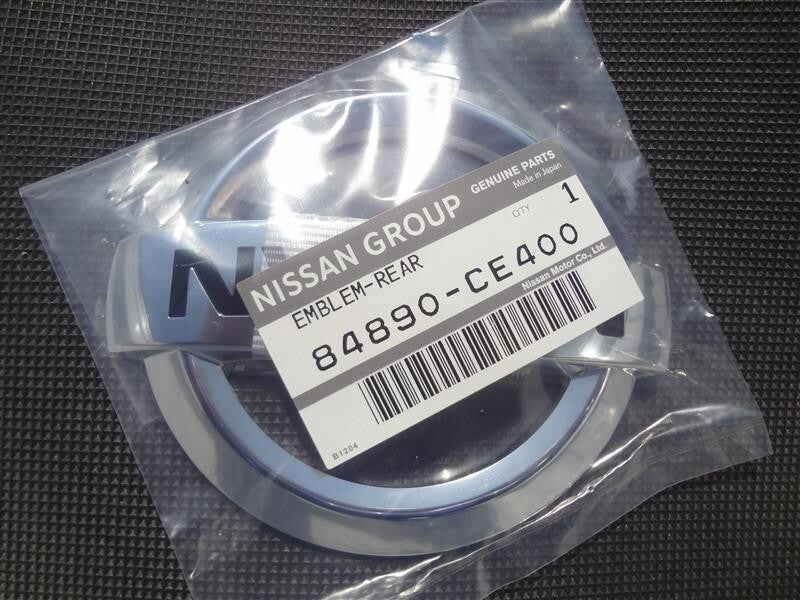 NISSAN GROUP GENUINE PARTS
Made in Japan
EMBLEM-REAR QTY 1
84890-CE400
Nissan Motor Co., Ltd.
B1204
N